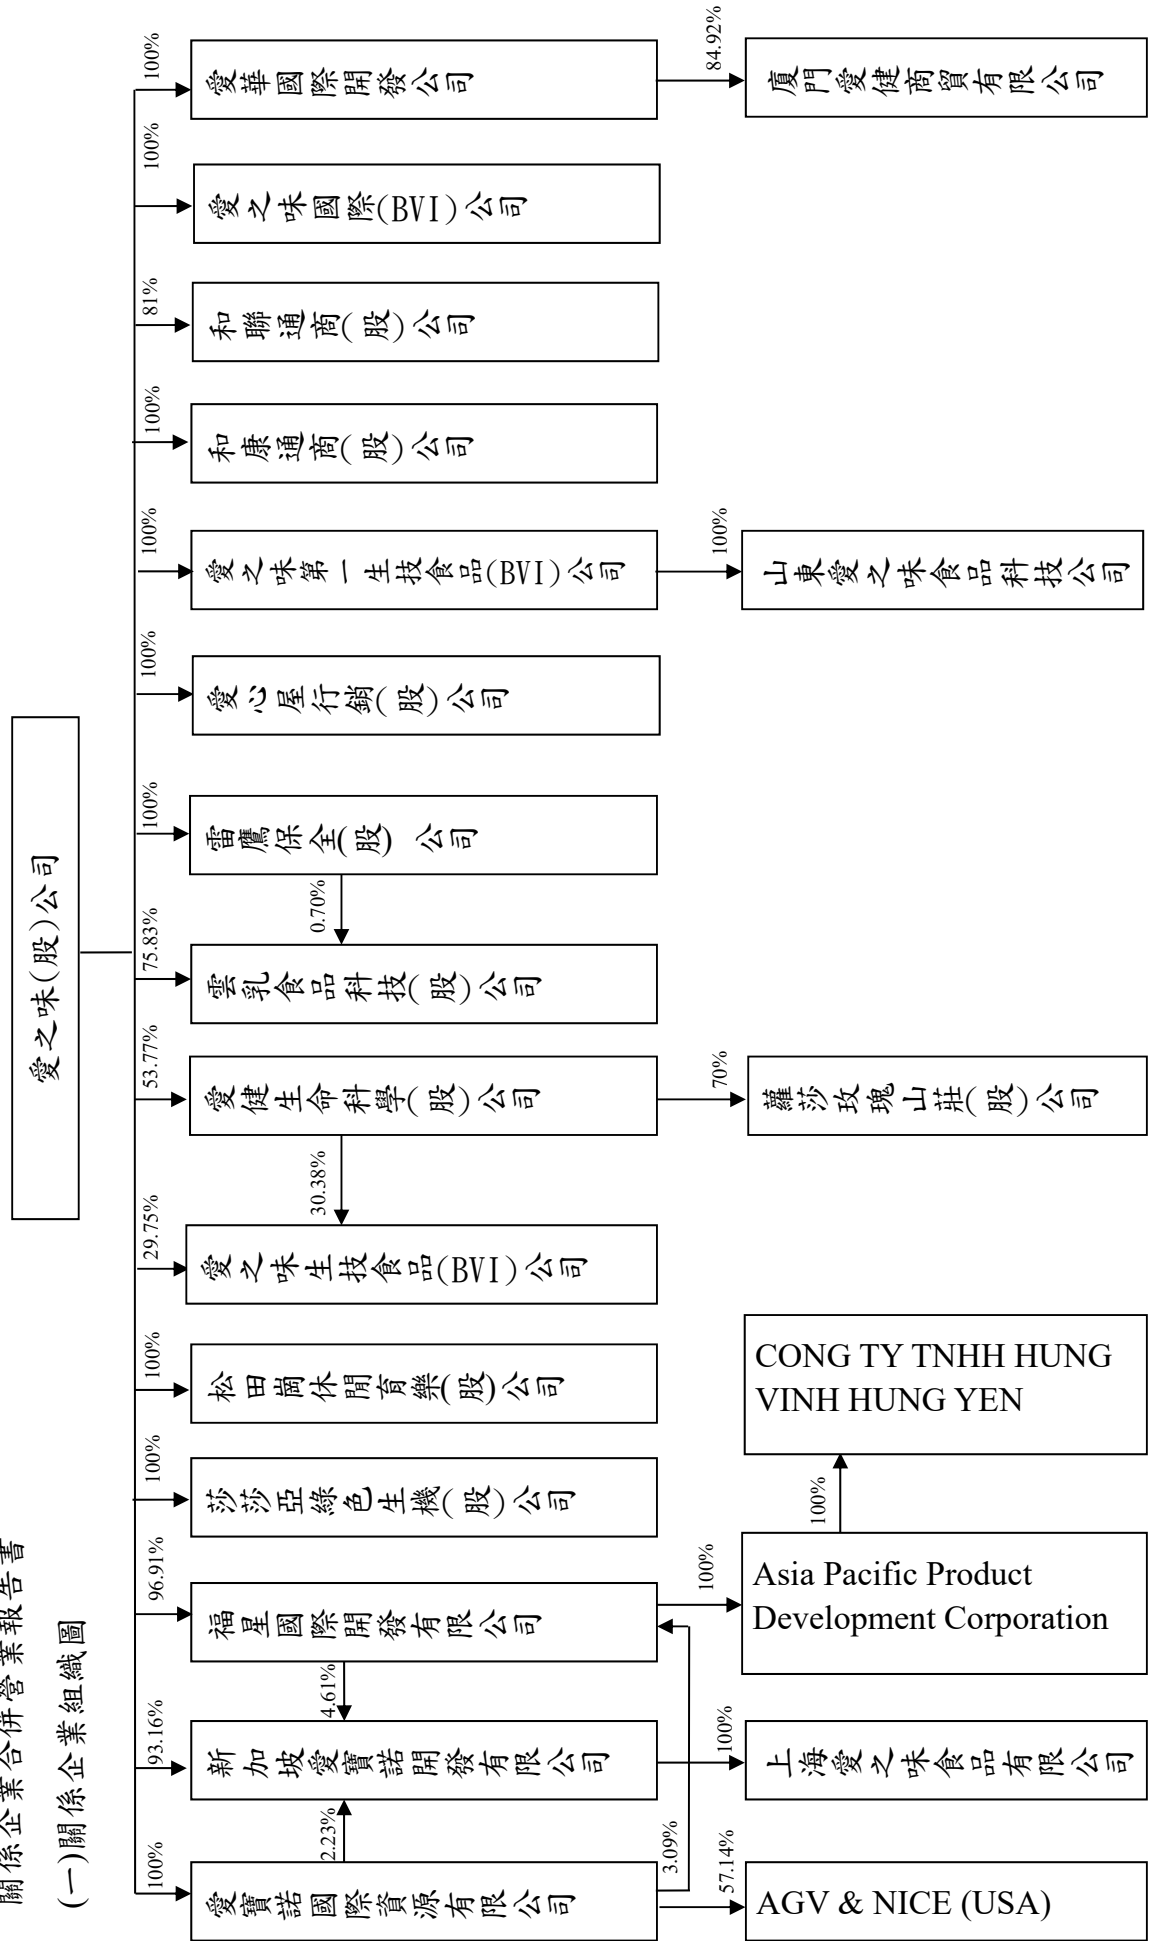 關係企業合併營業報告書
(一)關係企業組織圖
愛之味(股)公司
100%
愛寶諾國際資源有限公司
93.16%
新加坡愛寶諾開發有限公司
96.91%
福星國際開發有限公司
100%
莎莎亞綠色生機(股)公司
100%
松田崗休閒育樂(股)公司
29.75%
愛之味生技食品(BVI)公司
53.77%
愛健生命科學(股)公司
75.83%
雲乳食品科技(股)公司
100%
雷鷹保全(股) 公司
100%
愛心屋行銷(股)公司
100%
愛之味第一生技食品(BVI)公司
100%
和康通商(股)公司
81%
和聯通商(股)公司
100%
愛之味國際(BVI)公司
100%
愛華國際開發公司
2.23%
4.61%
30.38%
0.70%
3.09%
57.14%
AGV & NICE (USA)
100%
上海愛之味食品有限公司
100%
Asia Pacific Product
Development Corporation
100%
CONG TY TNHH HUNG
VINH HUNG YEN
70%
蘿莎玫瑰山莊(股)公司
100%
山東愛之味食品科技公司
84.92%
廈門愛健商貿有限公司